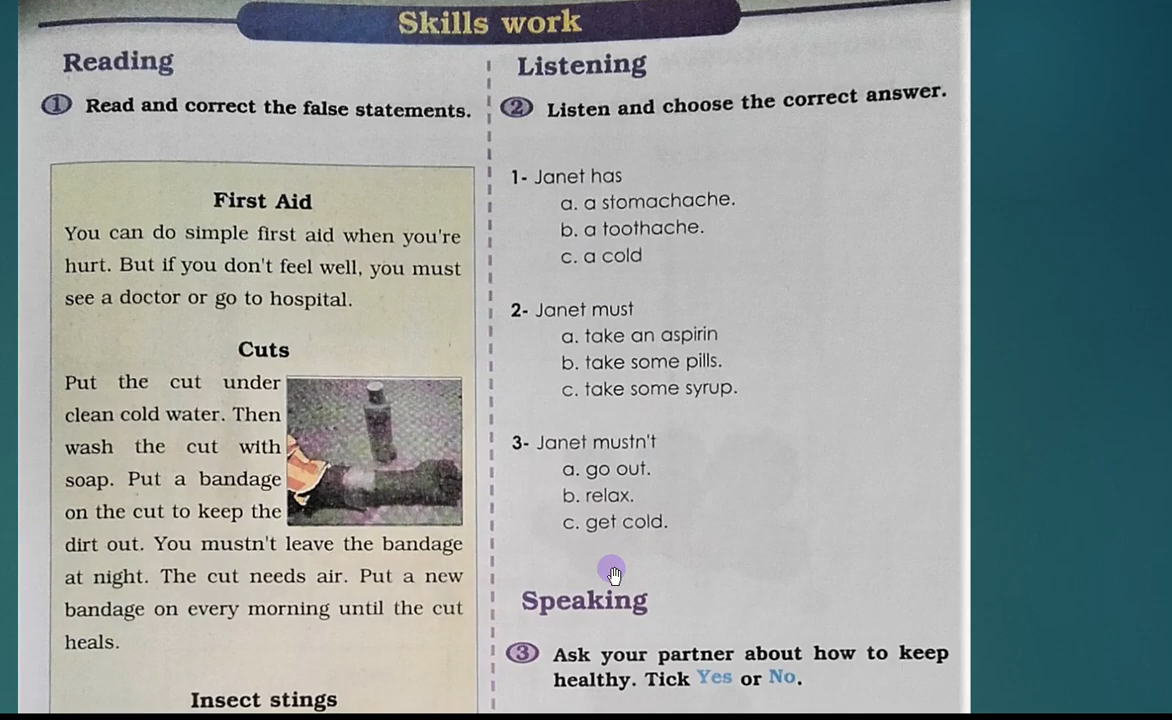 Skills work
Reading
1 Read and correct the false statements.
First Aid
You can do simple first aid when you're
hurt. But if you don't feel well, you must
see a doctor or go to hospital.
Cuts
Put the cut under
clean cold water. Then
wash the cut with
soap. Put a bandage
on the cut to keep the
dirt out. You mustn't leave the bandage
at night. The cut needs air. Put a new
bandage on every morning until the cut
heals.
Insect stings
Listening
2 Listen and choose the correct answer.
1- Janet has
a. a stomachache.
b. a toothache.
c. a cold
2- Janet must
a. take an aspirin
b. take some pills.
c. take some syrup.
3- Janet mustn't
a. go out.
b. relax.
c. get cold.
Speaking
3 Ask your partner about how to keep
healthy. Tick Yes or No.